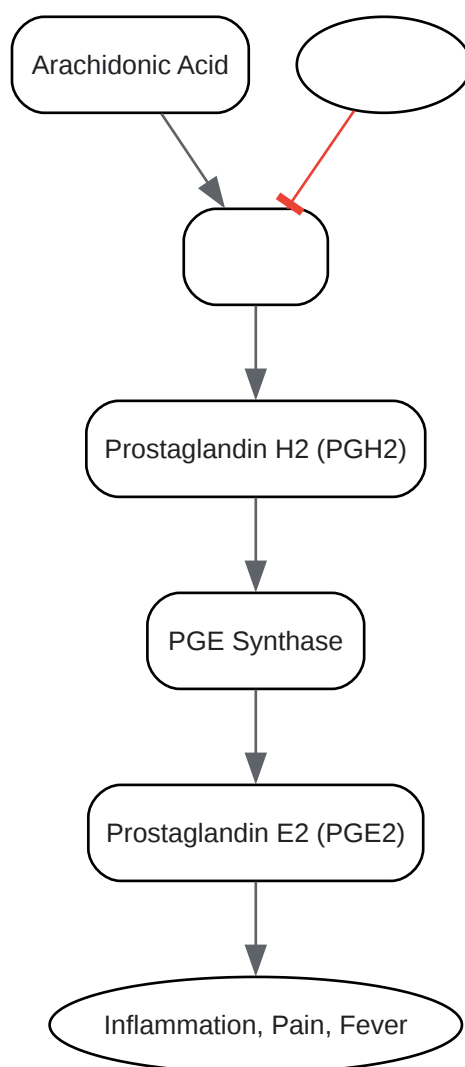 Arachidonic Acid
Prostaglandin H2 (PGH2)
PGE Synthase
Prostaglandin E2 (PGE2)
Inflammation, Pain, Fever